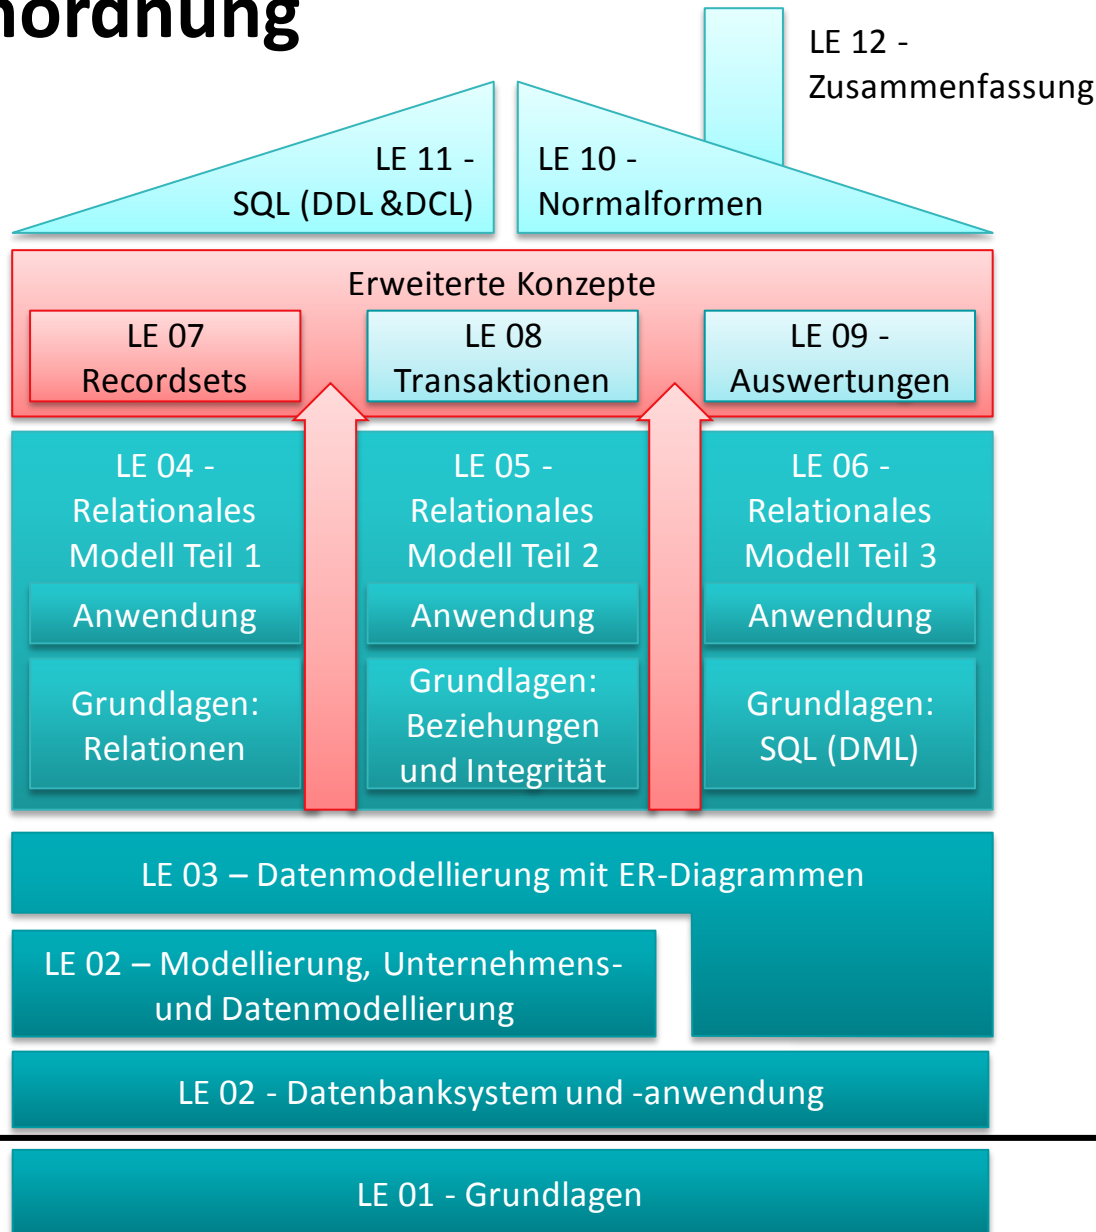 nordnung
LE 12 -
Zusammenfassung
LE 11 -
SQL (DDL &DCL)
LE 10 -
Normalformen
Erweiterte Konzepte
LE 07
Recordsets
LE 08
Transaktionen
LE 09 -
Auswertungen
LE 04 -
Relationales
Modell Teil 1
Anwendung
Grundlagen:
Relationen
LE 05 -
Relationales
Modell Teil 2
Anwendung
Grundlagen:
Beziehungen
und Integrität
LE 06 -
Relationales
Modell Teil 3
Anwendung
Grundlagen:
SQL (DML)
LE 03 – Datenmodellierung mit ER-Diagrammen
LE 02 – Modellierung, Unternehmens-
und Datenmodellierung
LE 02 - Datenbanksystem und -anwendung
LE 01 - Grundlagen